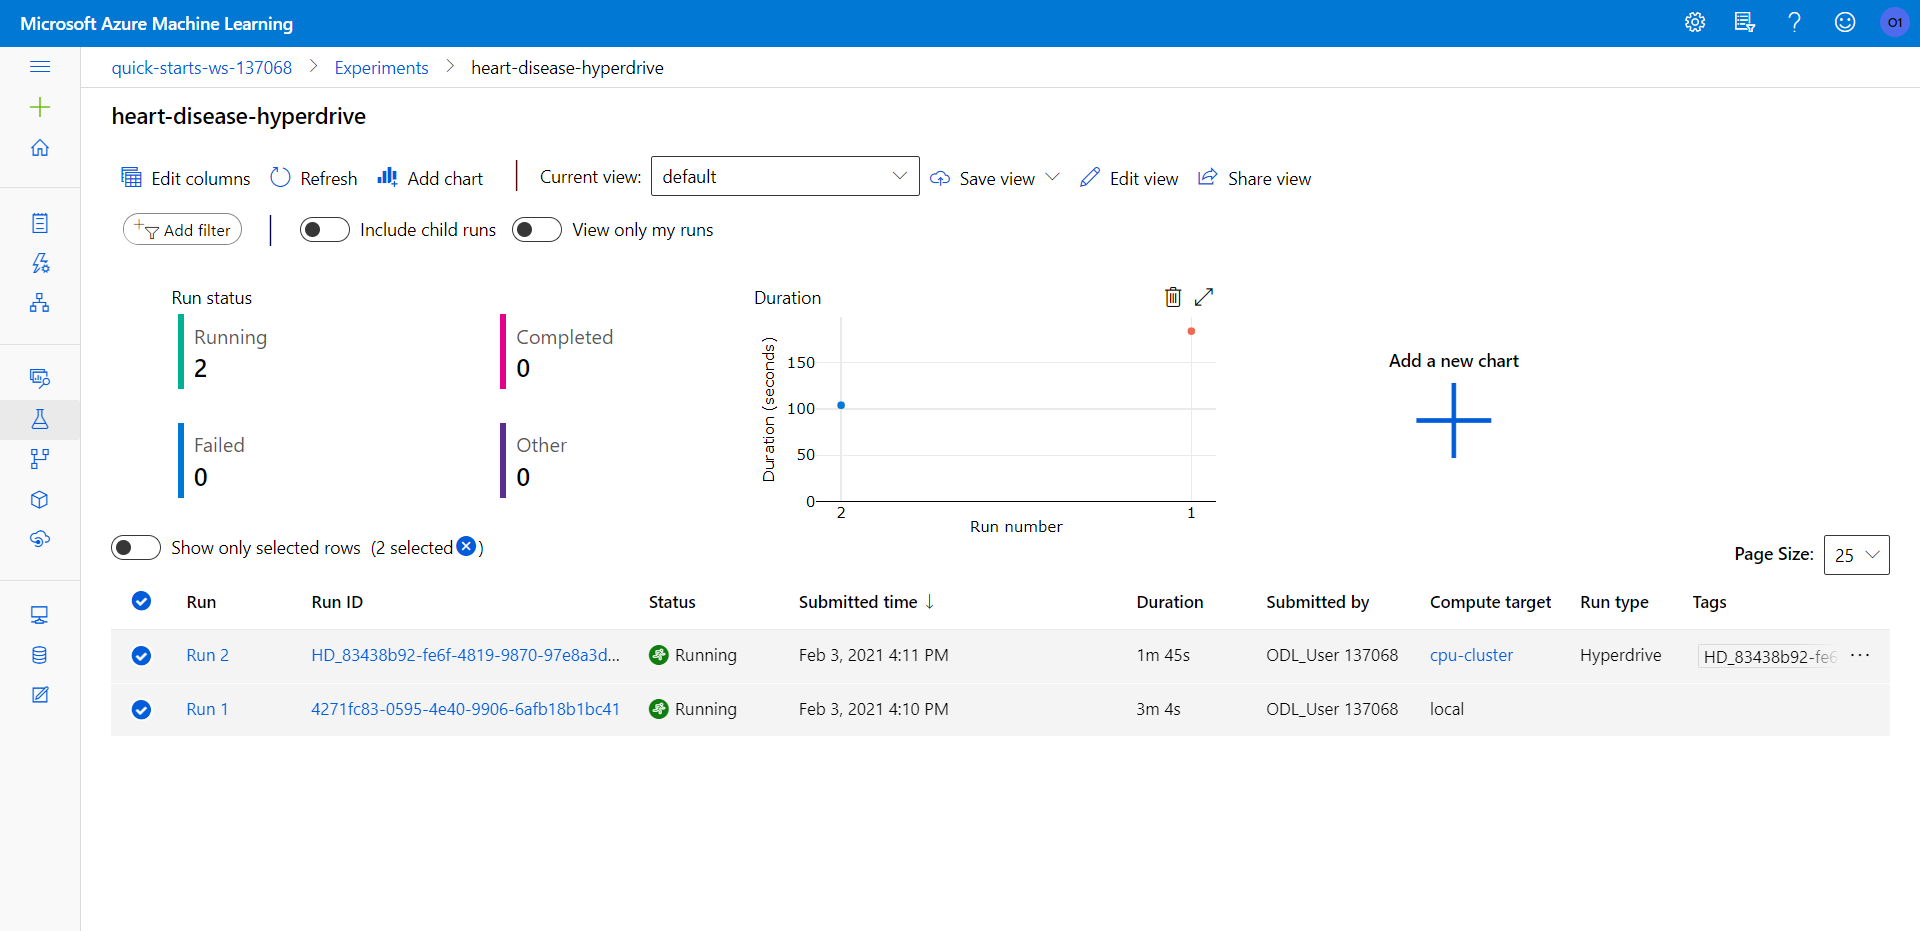 Microsoft Azure Machine Learning
O1
quick-starts-ws-137068 > Experiments > heart-disease-hyperdrive
heart-disease-hyperdrive
Edit columns Refresh Add chart Current view: default Save view Edit view Share view
Add filter Include child runs View only my runs
Run status
Running
2
Completed
0
Failed
0
Other
0
Duration
Duration (seconds)
150
100
50
0
2 1
Run number
Add a new chart
Show only selected rows (2 selected )
Page Size: 25
Run Run ID Status Submitted time ↓ Duration Submitted by Compute target Run type Tags
Run 2 HD_83438b92-fe6f-4819-9870-97e8a3d... Running Feb 3, 2021 4:11 PM 1m 45s ODL_User 137068 cpu-cluster Hyperdrive HD_83438b92-fe6 ...
Run 1 4271fc83-0595-4e40-9906-6afb18b1bc41 Running Feb 3, 2021 4:10 PM 3m 4s ODL_User 137068 local